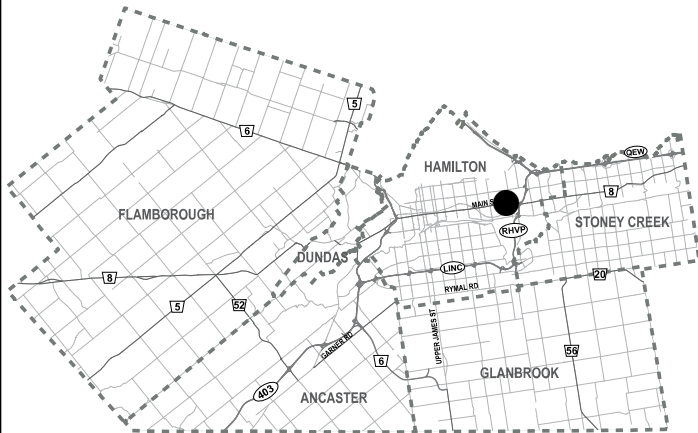 5
6
HAMILTON
QEW
8
MAIN S
FLAMBOROUGH
STONEY CREEK
RHVP
DUNDAS
LINC
20
8
RYMAL RD
5
52
UPPER JAMES ST
GARNER RD
56
6
GLANBROOK
403
ANCASTER